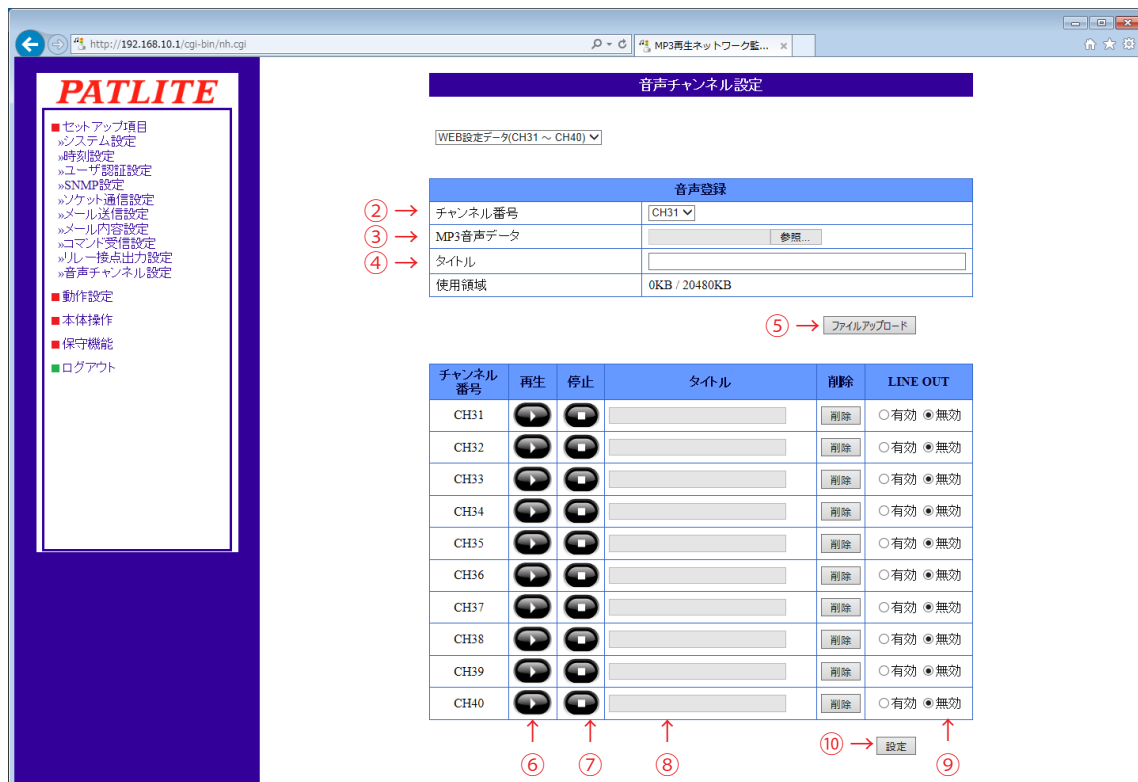 http://192.168.10.1/cgi-bin/nh.cgi
MP3再生ネットワーク監... ×
PATLITE
■セットアップ項目
»システム設定
»時刻設定
»ユーザ認証設定
»SNMP設定
»ソケット通信設定
»メール送信設定
»メール内容設定
»コマンド受信設定
»リレー接点出力設定
»音声チャンネル設定
■動作設定
■本体操作
■保守機能
■ログアウト
音声チャンネル設定
WEB設定データ(CH31 ～ CH40)
音声登録
② → チャンネル番号 CH31
③ → MP3音声データ 参照...
④ → タイトル
使用領域 0KB / 20480KB
⑤ → ファイルアップロード
チャンネル番号 再生 停止 タイトル 削除 LINE OUT
CH31 削除 ○有効 ◉無効
CH32 削除 ○有効 ◉無効
CH33 削除 ○有効 ◉無効
CH34 削除 ○有効 ◉無効
CH35 削除 ○有効 ◉無効
CH36 削除 ○有効 ◉無効
CH37 削除 ○有効 ◉無効
CH38 削除 ○有効 ◉無効
CH39 削除 ○有効 ◉無効
CH40 削除 ○有効 ◉無効
⑩ → 設定
⑥ ⑦ ⑧ ⑨